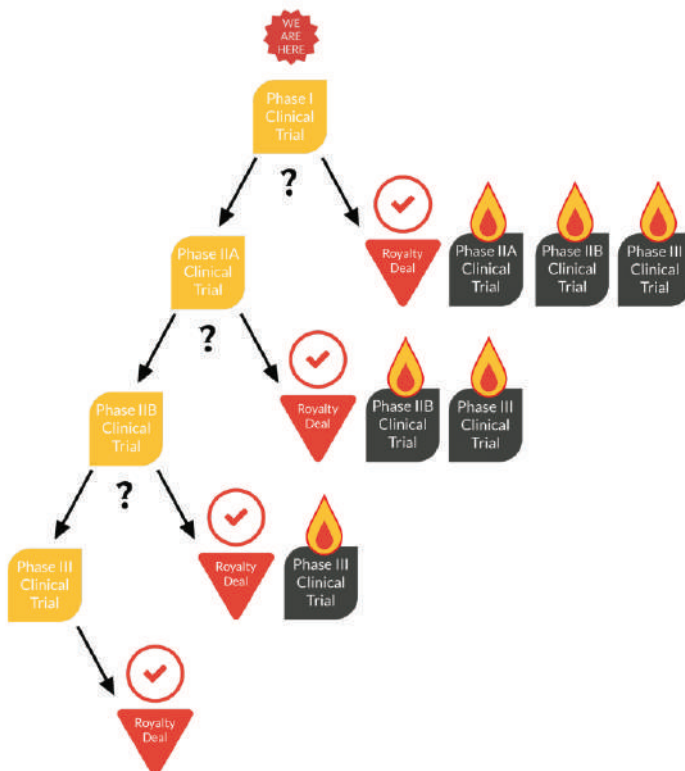 WE
ARE
HERE
Phase I
Clinical
Trial
?
Phase IIA
Clinical
Trial
Royalty
Deal
Phase IIA
Clinical
Trial
Phase IIB
Clinical
Trial
Phase III
Clinical
Trial
?
Phase IIB
Clinical
Trial
Royalty
Deal
Phase IIB
Clinical
Trial
Phase III
Clinical
Trial
?
Phase III
Clinical
Trial
Royalty
Deal
Phase III
Clinical
Trial
Royalty
Deal